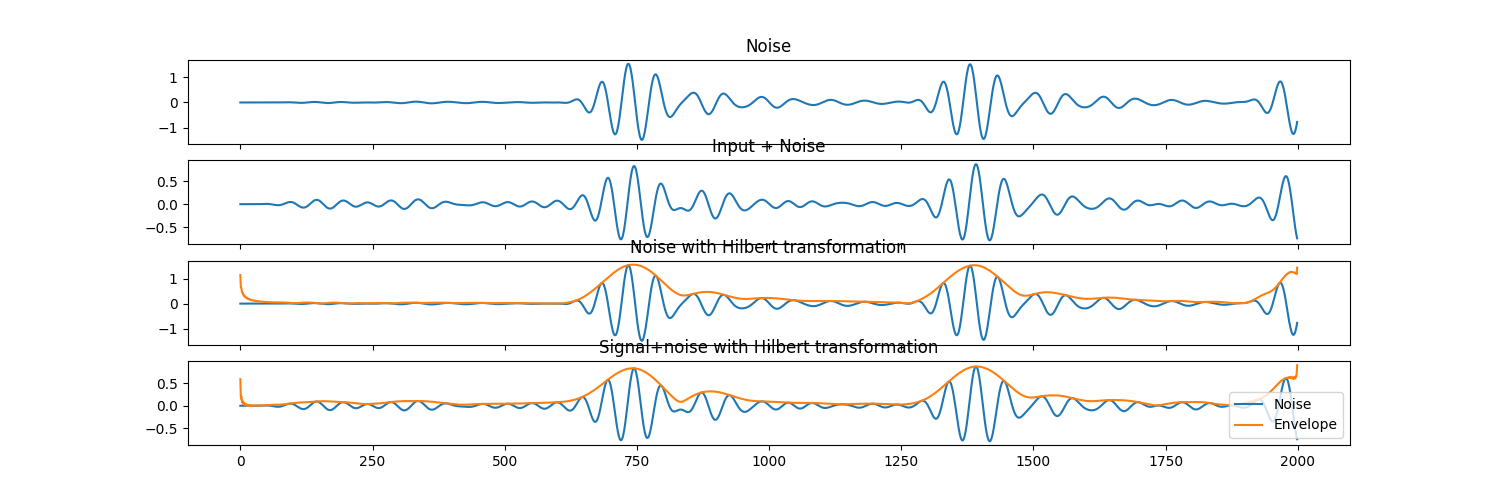 Noise
1
0
−1
Input + Noise
0.5
0.0
−0.5
Noise with Hilbert transformation
1
0
−1
Signal+noise with Hilbert transformation
0.5
0.0
−0.5
Noise
Envelope
0 250 500 750 1000 1250 1500 1750 2000